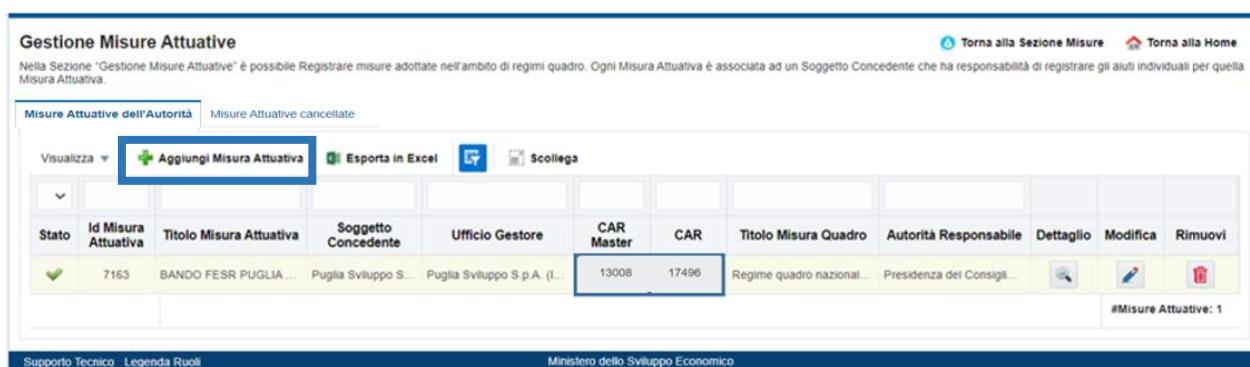 Gestione Misure Attuative
Torna alla Sezione Misure Torna alla Home
Nella Sezione "Gestione Misure Attuative" è possibile Registrare misure adottate nell'ambito di regimi quadro. Ogni Misura Attuativa è associata ad un Soggetto Concedente che ha responsabilità di registrare gli aiuti individuali per quella
Misura Attuativa.
Misure Attuative dell'Autorità Misure Attuative cancellate
Visualizza Aggiungi Misura Attuativa Esporta in Excel Scollega
Stato Id Misura Attuativa Titolo Misura Attuativa Soggetto Concedente Ufficio Gestore CAR Master CAR Titolo Misura Quadro Autorità Responsabile Dettaglio Modifica Rimuovi
7163 BANDO FESR PUGLIA ... Puglia Sviluppo S... Puglia Sviluppo S.p.A. (I... 13008 17496 Regime quadro nazional... Presidenza del Consigli...
#Misure Attuative: 1
Supporto Tecnico Legenda Ruoli Ministero dello Sviluppo Economico